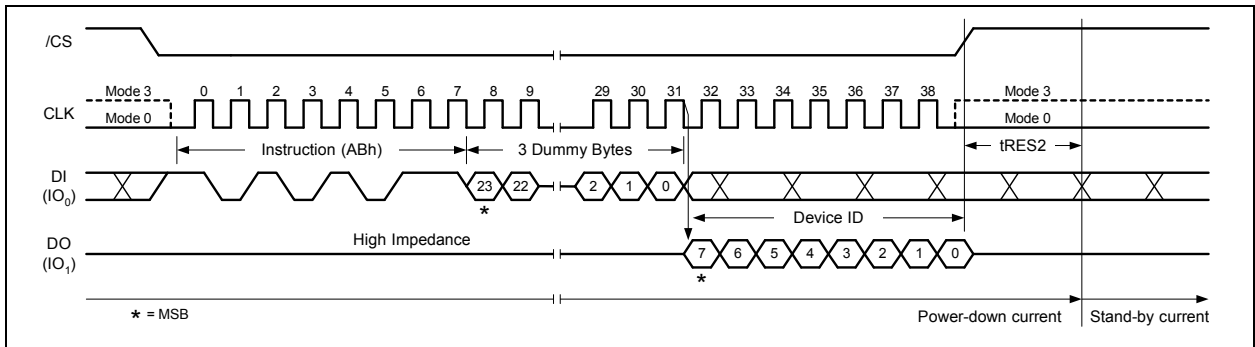 /CS
Mode 3 0 1 2 3 4 5 6 7 8 9 29 30 31 32 33 34 35 36 37 38 Mode 3
CLK
Mode 0 Mode 0
Instruction (ABh) 3 Dummy Bytes tRES2
DI
(IO0)
23 22 2 1 0
*
Device ID
DO
(IO1)
High Impedance
7 6 5 4 3 2 1 0
*
* = MSB
Power-down current Stand-by current